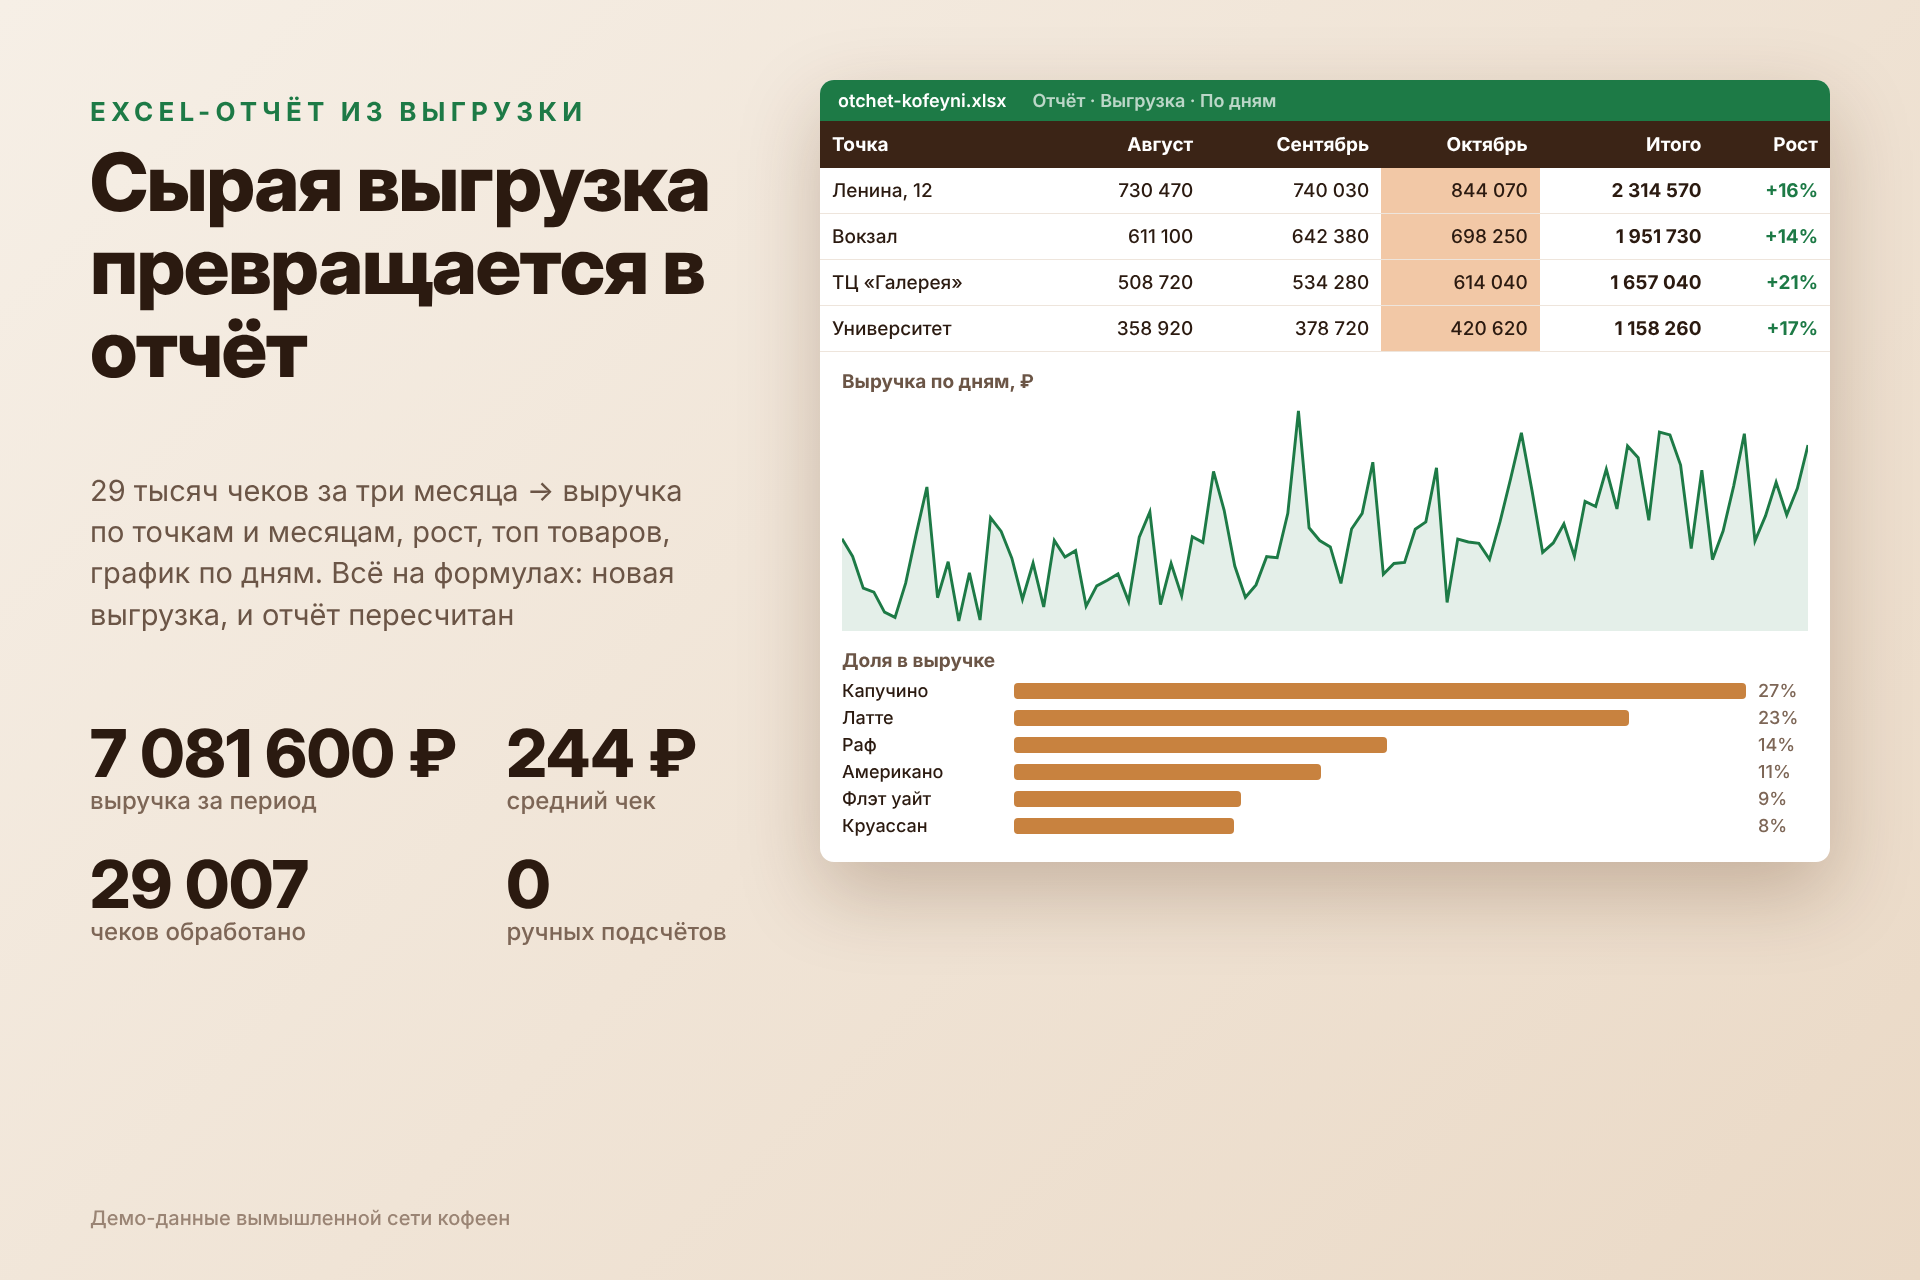 EXCEL-ОТЧЁТ ИЗ ВЫГРУЗКИ
Сырая выгрузка
превращается в
отчёт
29 тысяч чеков за три месяца → выручка
по точкам и месяцам, рост, топ товаров,
график по дням. Всё на формулах: новая
выгрузка, и отчёт пересчитан
7 081 600 ₽ 244 ₽
выручка за период средний чек
29 007 0
чеков обработано ручных подсчётов
Демо-данные вымышленной сети кофеен
otchet-kofeyni.xlsx Отчёт · Выгрузка · По дням
Точка Август Сентябрь Октябрь Итого Рост
Ленина, 12 730 470 740 030 844 070 2 314 570 +16%
Вокзал 611 100 642 380 698 250 1 951 730 +14%
ТЦ «Галерея» 508 720 534 280 614 040 1 657 040 +21%
Университет 358 920 378 720 420 620 1 158 260 +17%
Выручка по дням, ₽
Доля в выручке
Капучино 27%
Латте 23%
Раф 14%
Американо 11%
Флэт уайт 9%
Круассан 8%